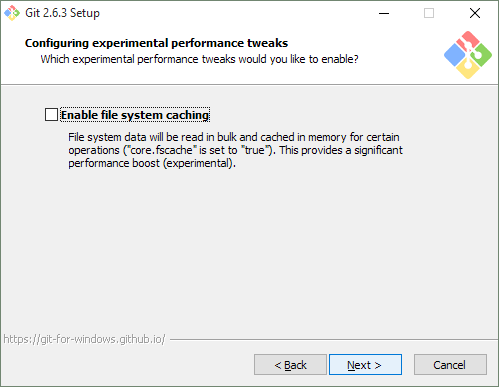 Git 2.6.3 Setup
Configuring experimental performance tweaks
Which experimental performance tweaks would you like to enable?
Enable file system caching
File system data will be read in bulk and cached in memory for certain
operations ("core.fscache" is set to "true"). This provides a significant
performance boost (experimental).
https://git-for-windows.github.io/
< Back Next > Cancel